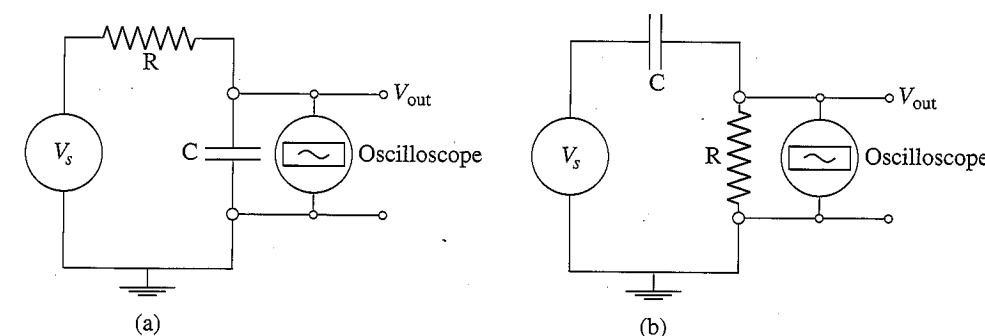 R
V_out
V_s
C
Oscilloscope
(a)
C
V_out
V_s
R
Oscilloscope
(b)